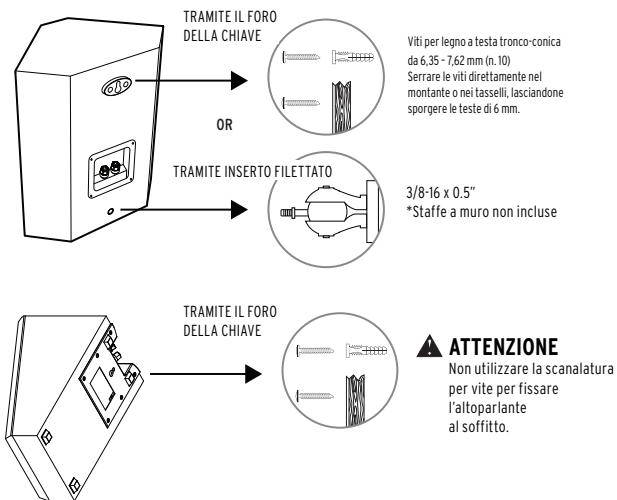 TRAMITE IL FORO
DELLA CHIAVE
Viti per legno a testa tronco-conica
da 6,35 - 7,62 mm (n. 10)
Serrare le viti direttamente nel
montante o nei tasselli, lasciandone
sporgere le teste di 6 mm.
OR
TRAMITE INSERTO FILETTATO
3/8-16 x 0.5”
*Staffe a muro non incluse
TRAMITE IL FORO
DELLA CHIAVE
ATTENZIONE
Non utilizzare la scanalatura
per vite per fissare
l’altoparlante
al soffitto.